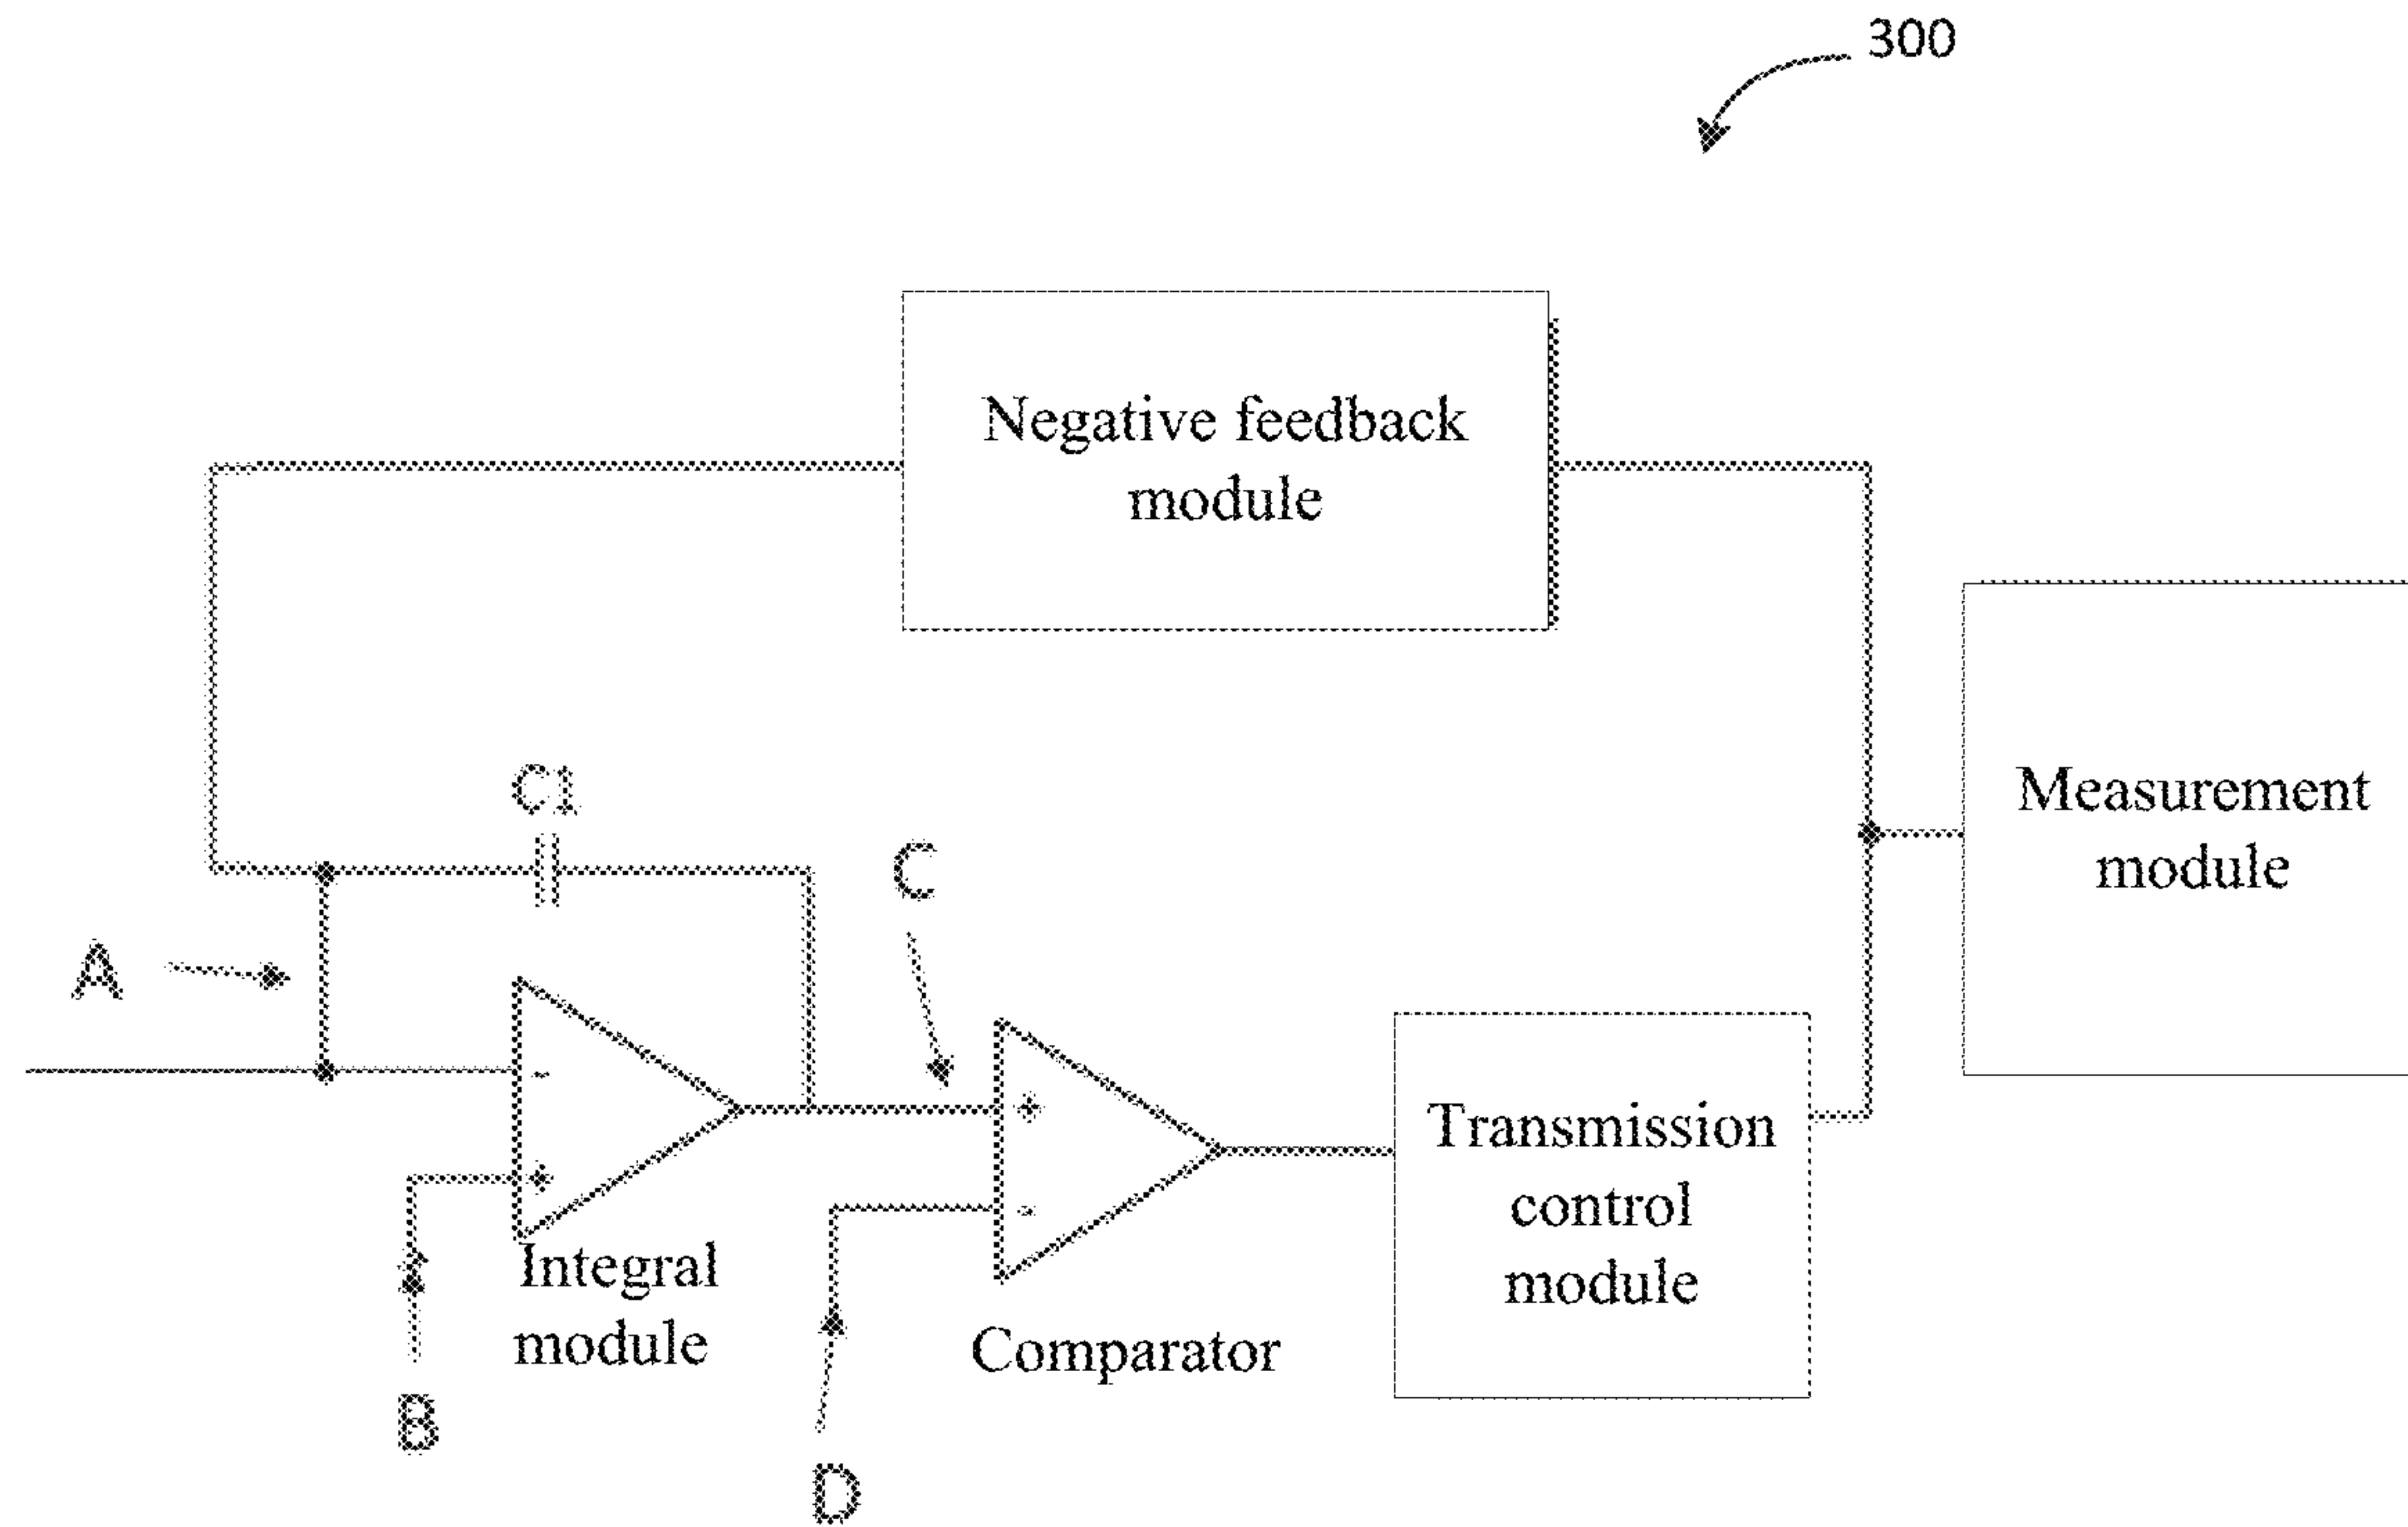 300
Negative feedback
module
C1
C
Measurement
module
A
-
+
+
-
Transmission
control
module
Integral
module
Comparator
B
D